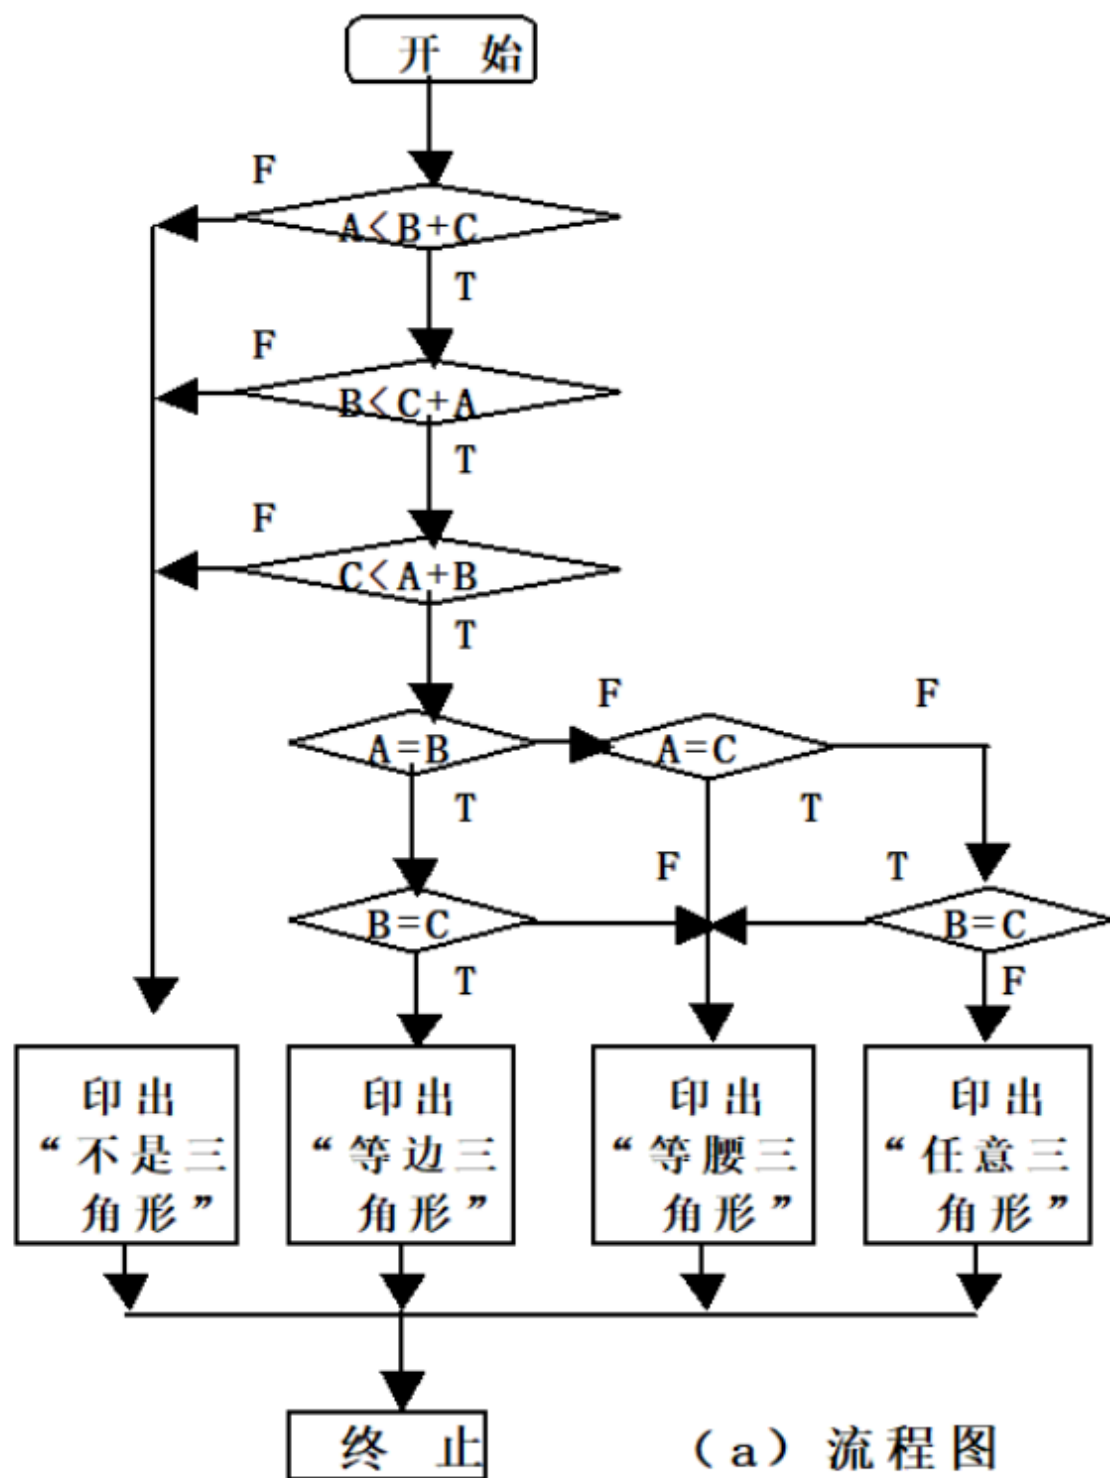 开 始
F
A<B+C
T
F
B<C+A
T
F
C<A+B
T
F
F
A=B
A=C
T
T
F
T
B=C
B=C
T
F
印出
“不是三
角形”
印出
“等边三
角形”
印出
“等腰三
角形”
印出
“任意三
角形”
终 止
（a）流程图